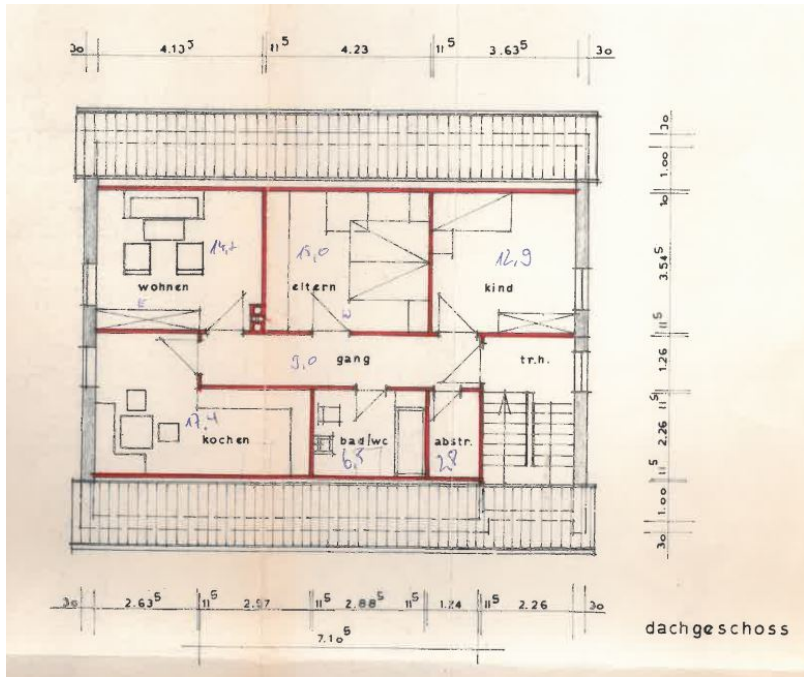 30 4.13⁵ 11⁵ 4.23 11⁵ 3.63⁵ 30
30
1.00
10
3.54⁵
11⁵
1.26
11⁵
2.26
11⁵
1.00
30
14,2 15,0 12,9
wohnen eltern kind
E W
9,0 gang tr.h.
17,4
kochen bad/wc abstr.
6,5 2,8
30 2.63⁵ 11⁵ 2.97 11⁵ 2.88⁵ 11⁵ 1.24 11⁵ 2.26 30
7.10⁵
dachgeschoss